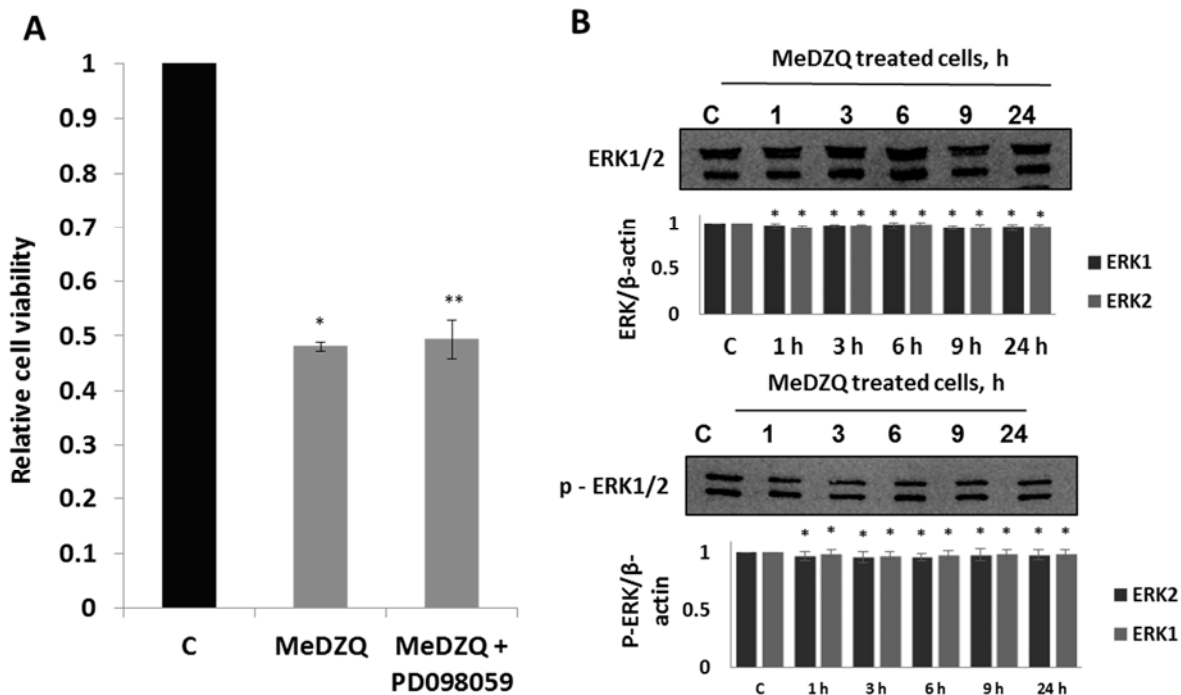 A
Relative cell viability
1
0.9
0.8
0.7
0.6
0.5
0.4
0.3
0.2
0.1
0
*
**
C
MeDZQ
MeDZQ +
PD098059
B
MeDZQ treated cells, h
C 1 3 6 9 24
ERK1/2
ERK/β-actin
1
0.5
0
* * * * * * * * * *
C 1 h 3 h 6 h 9 h 24 h
ERK1
ERK2
MeDZQ treated cells, h
C 1 3 6 9 24
p - ERK1/2
P-ERK/β-
actin
1
0.5
0
* * * * * * * * * *
C 1 h 3 h 6 h 9 h 24 h
ERK2
ERK1